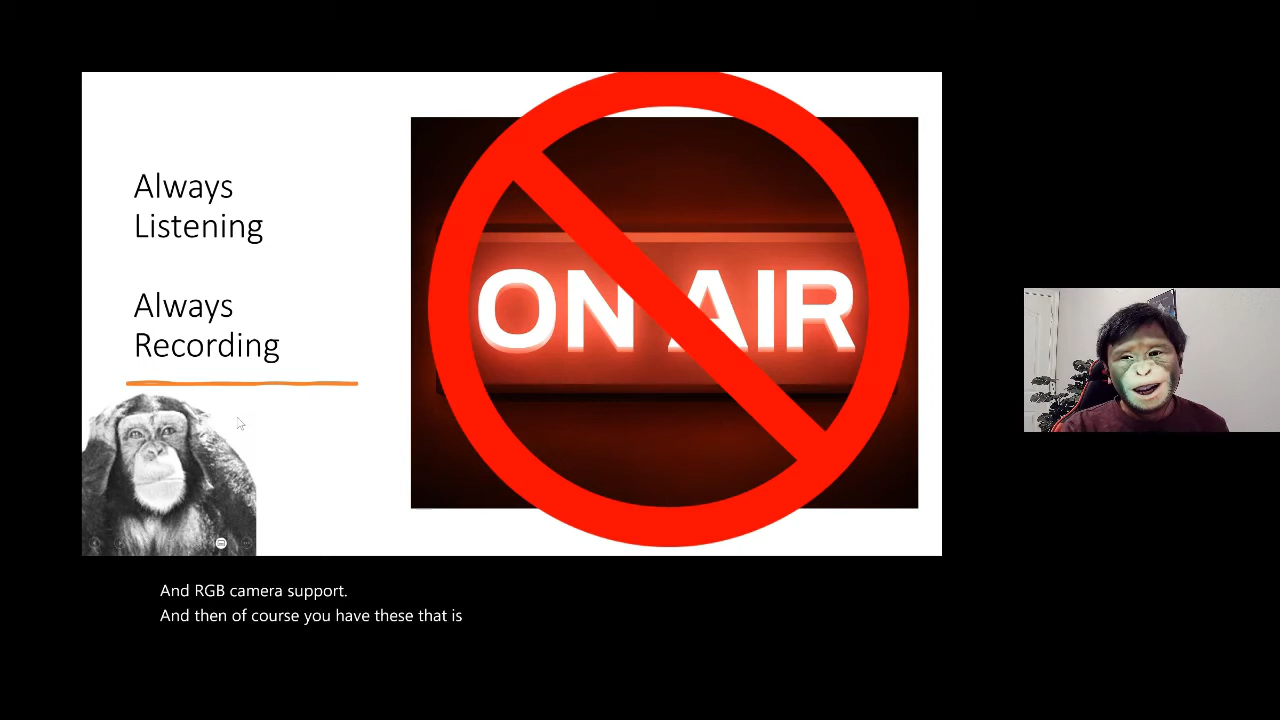 Always
Listening
Always
Recording
ON AIR
And RGB camera support.
And then of course you have these that is